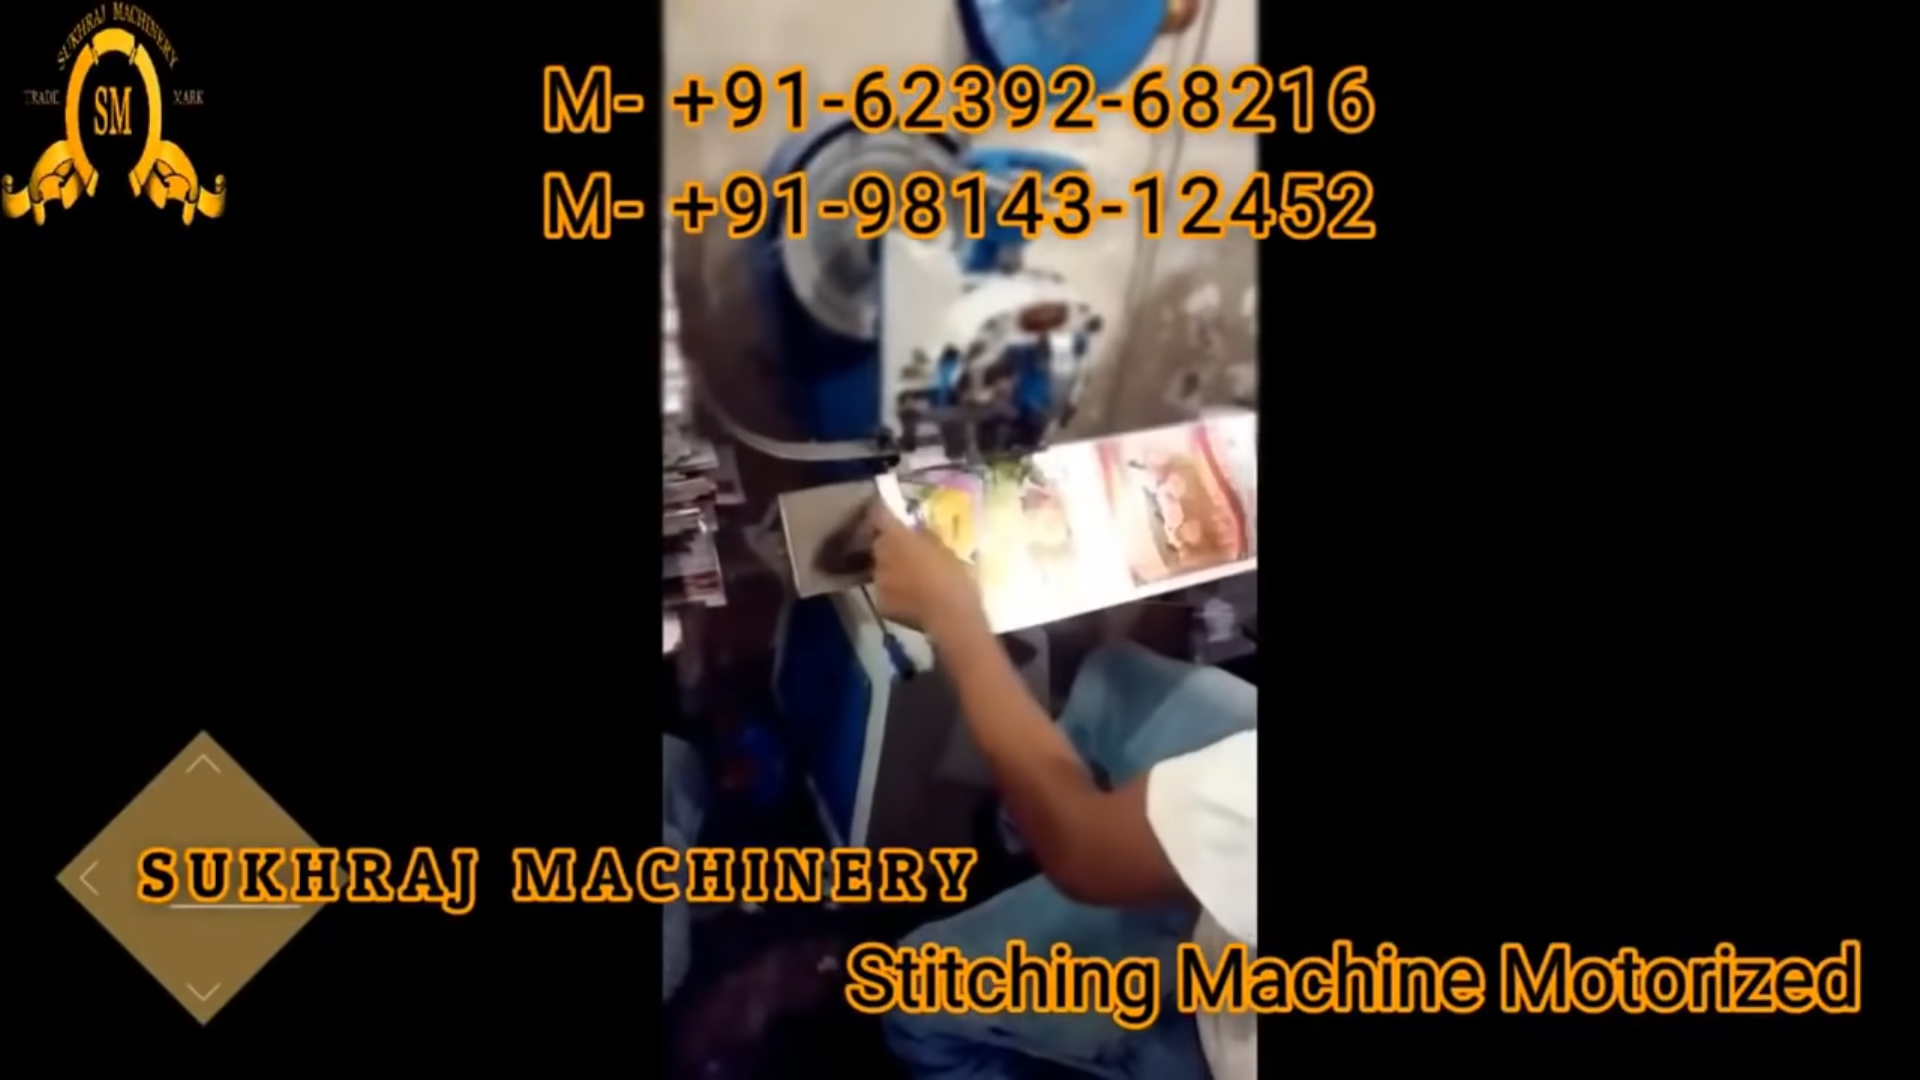 SUKHRAJ MACHINERY
TRADE MARK
SM
M- +91-62392-68216
M- +91-98143-12452
SUKHRAJ MACHINERY
Stitching Machine Motorized